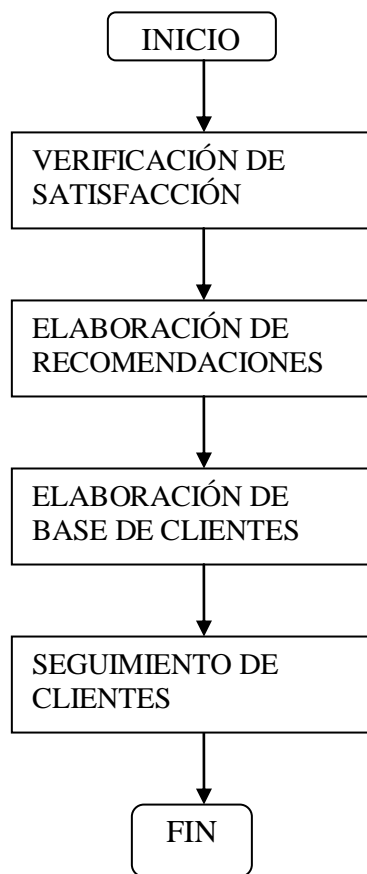 INICIO
VERIFICACIÓN DE
SATISFACCIÓN
ELABORACIÓN DE
RECOMENDACIONES
ELABORACIÓN DE
BASE DE CLIENTES
SEGUIMIENTO DE
CLIENTES
FIN